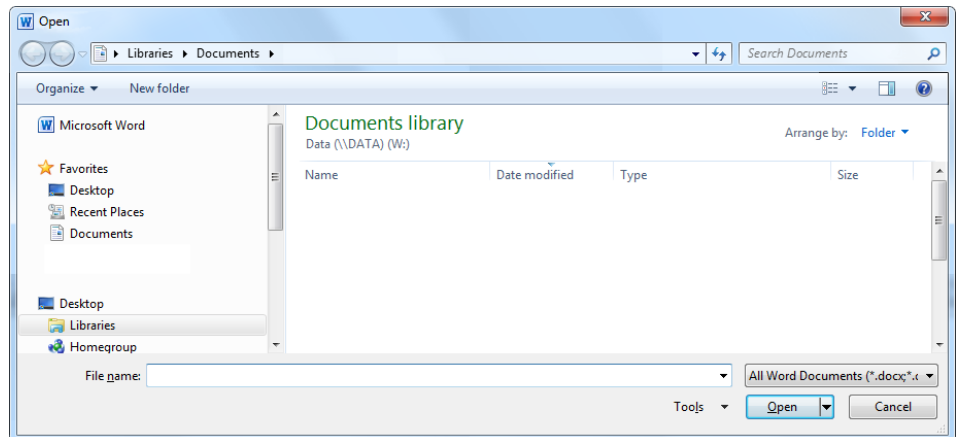 Open
Libraries Documents
Search Documents
Organize New folder
Microsoft Word
Favorites
Desktop
Recent Places
Documents
Desktop
Libraries
Homegroup
Documents library
Data (\\DATA) (W:)
Arrange by: Folder
Name Date modified Type Size
File name:
All Word Documents (*.docx;*.c
Tools Open Cancel